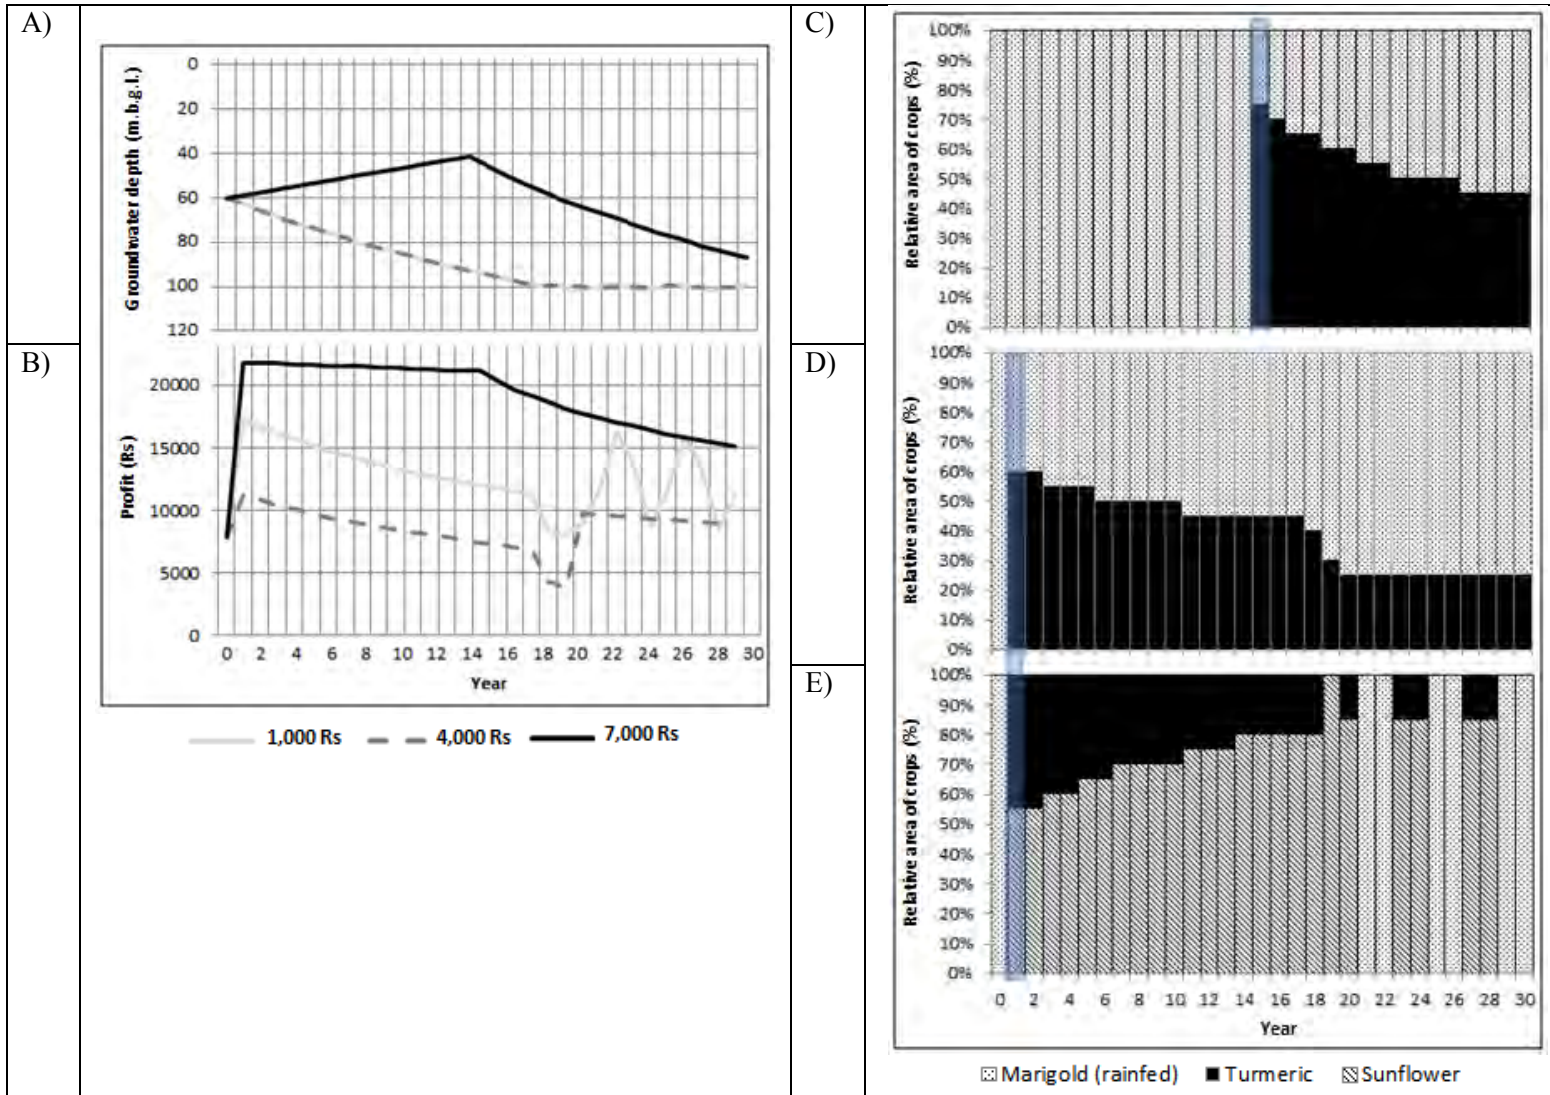 A)
Groundwater depth (m.b.g.l.)
0
20
40
60
80
100
120
B)
Profit (Rs)
20000
15000
10000
5000
0
0 2 4 6 8 10 12 14 16 18 20 22 24 26 28 30
Year
1,000 Rs 4,000 Rs 7,000 Rs
C)
Relative area of crops (%)
100%
90%
80%
70%
60%
50%
40%
30%
20%
10%
0%
D)
Relative area of crops (%)
100%
90%
80%
70%
60%
50%
40%
30%
20%
10%
0%
E)
Relative area of crops (%)
100%
90%
80%
70%
60%
50%
40%
30%
20%
10%
0%
0 2 4 6 8 10 12 14 16 18 20 22 24 26 28 30
Year
Marigold (rainfed) Turmeric Sunflower